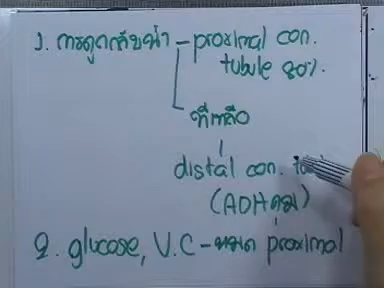 1. การดูดกลับน้ำ - proximal con.
tubule 80%.
ที่เหลือ
distal con.
(ADH คุม)
2. glucose, V.C - หมด proximal